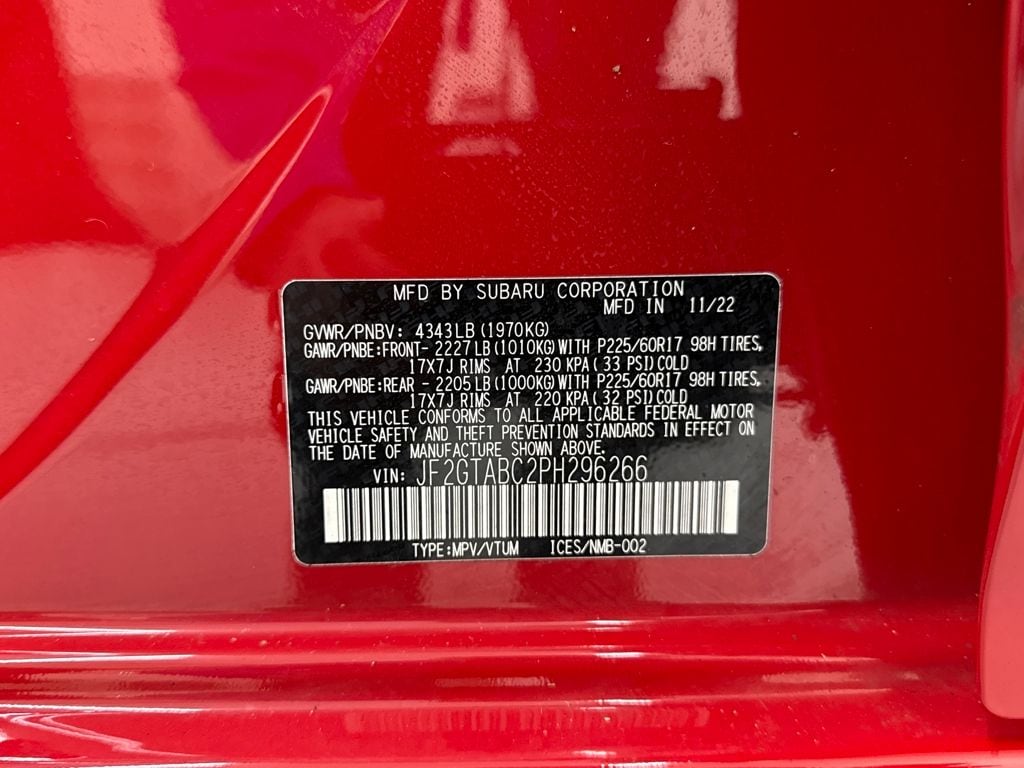 MFD BY SUBARU CORPORATION
MFD IN 11/22
GVWR/PNBV: 4343LB (1970KG)
GAWR/PNBE:FRONT- 2227LB (1010KG) WITH P225/60R17 98H TIRES,
17X7J RIMS AT 230 KPA ( 33 PSI) COLD
GAWR/PNBE:REAR - 2205LB (1000KG) WITH P225/60R17 98H TIRES,
17X7J RIMS AT 220 KPA ( 32 PSI) COLD
THIS VEHICLE CONFORMS TO ALL APPLICABLE FEDERAL MOTOR
VEHICLE SAFETY AND THEFT PREVENTION STANDARDS IN EFFECT ON
THE DATE OF MANUFACTURE SHOWN ABOVE.
VIN: JF2GTABC2PH296266
TYPE:MPV/VTUM ICES/NMB-002